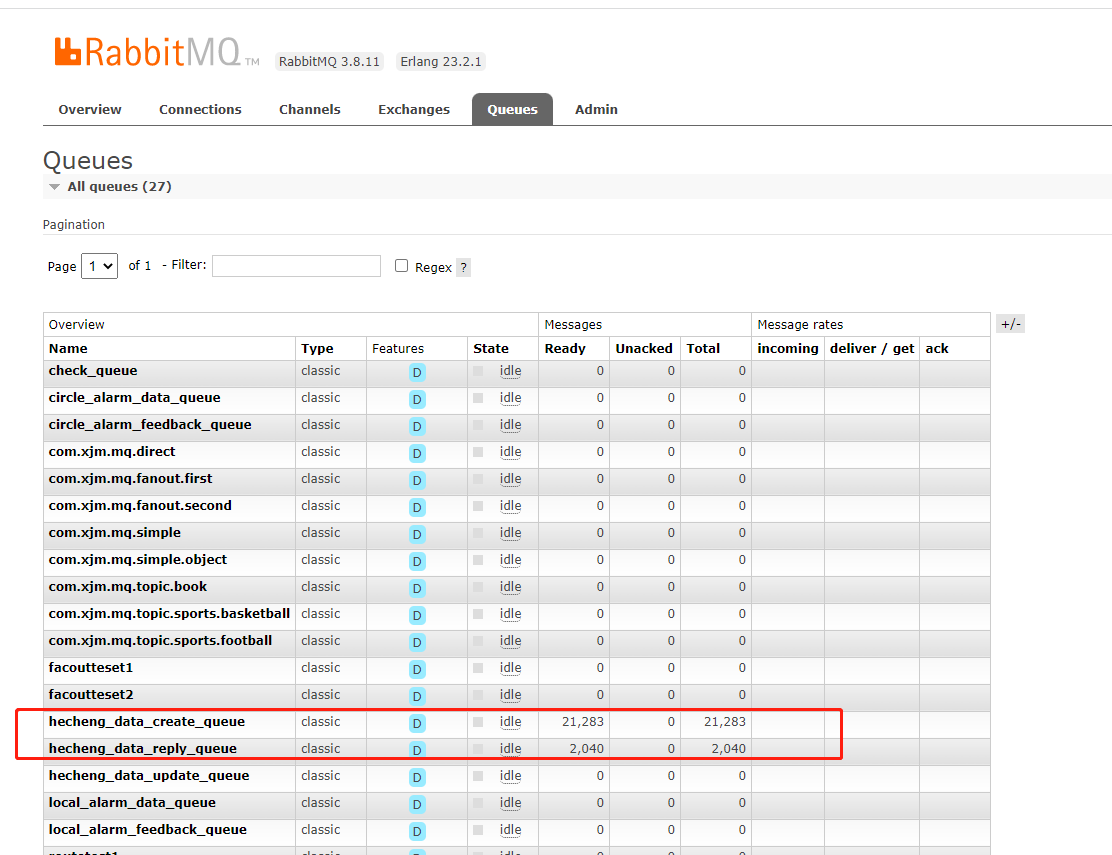 RabbitMQ TM RabbitMQ 3.8.11 Erlang 23.2.1
Overview Connections Channels Exchanges Queues Admin
Queues
All queues (27)
Pagination
Page 1 of 1 - Filter: Regex ?
Overview Messages Message rates +/-
Name Type Features State Ready Unacked Total incoming deliver / get ack
check_queue classic D idle 0 0 0
circle_alarm_data_queue classic D idle 0 0 0
circle_alarm_feedback_queue classic D idle 0 0 0
com.xjm.mq.direct classic D idle 0 0 0
com.xjm.mq.fanout.first classic D idle 0 0 0
com.xjm.mq.fanout.second classic D idle 0 0 0
com.xjm.mq.simple classic D idle 0 0 0
com.xjm.mq.simple.object classic D idle 0 0 0
com.xjm.mq.topic.book classic D idle 0 0 0
com.xjm.mq.topic.sports.basketball classic D idle 0 0 0
com.xjm.mq.topic.sports.football classic D idle 0 0 0
facoutteset1 classic D idle 0 0 0
facoutteset2 classic D idle 0 0 0
hecheng_data_create_queue classic D idle 21,283 0 21,283
hecheng_data_reply_queue classic D idle 2,040 0 2,040
hecheng_data_update_queue classic D idle 0 0 0
local_alarm_data_queue classic D idle 0 0 0
local_alarm_feedback_queue classic D idle 0 0 0